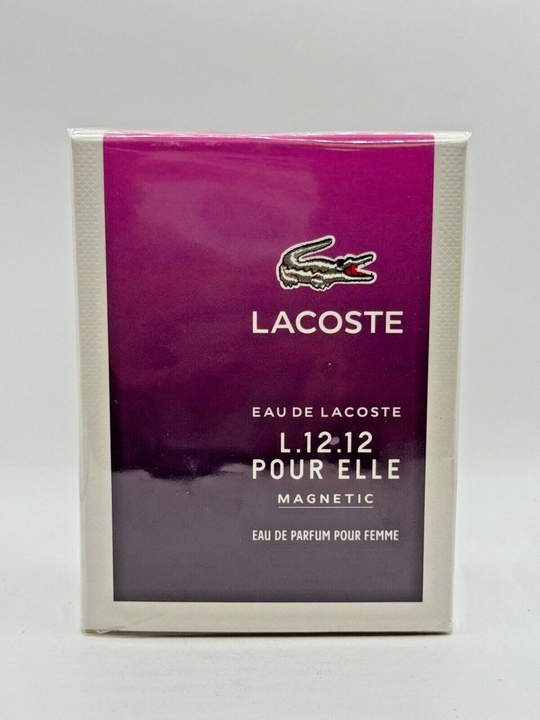 LACOSTE
EAU DE LACOSTE
L.12.12
POUR ELLE
MAGNETIC
EAU DE PARFUM POUR FEMME